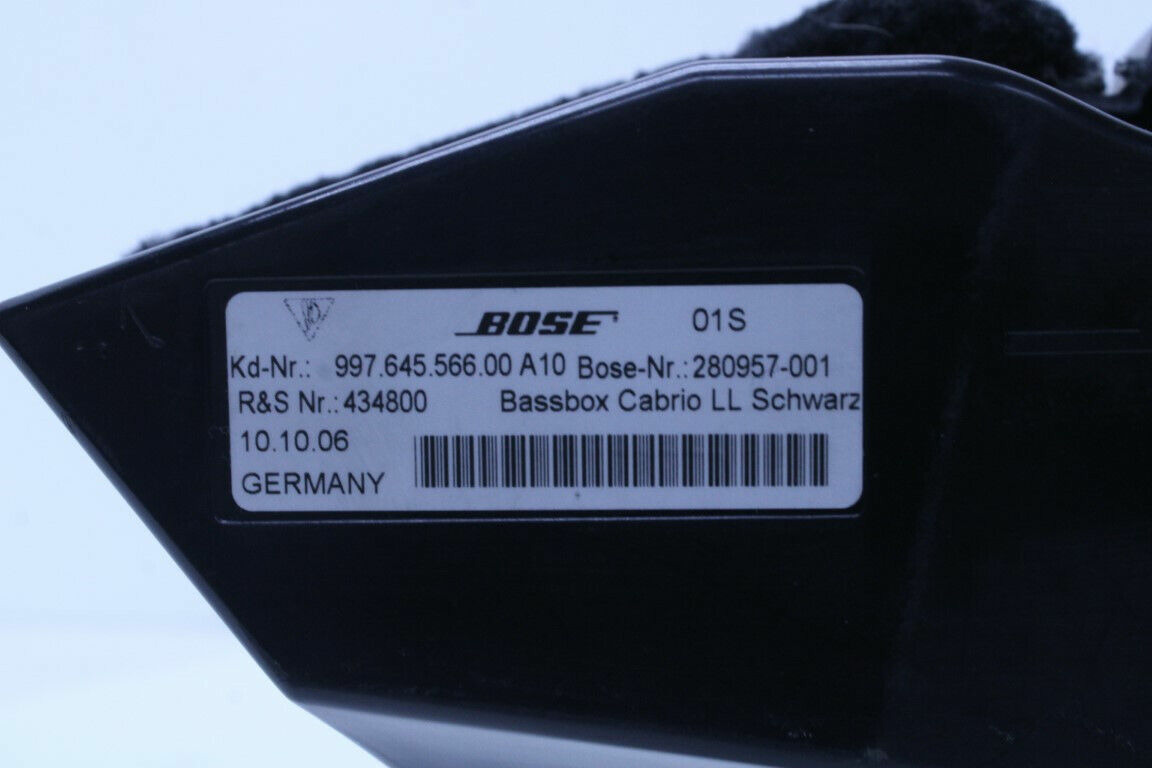 BOSE 01S
Kd-Nr.: 997.645.566.00 A10 Bose-Nr.: 280957-001
R&S Nr.: 434800 Bassbox Cabrio LL Schwarz
10.10.06
GERMANY